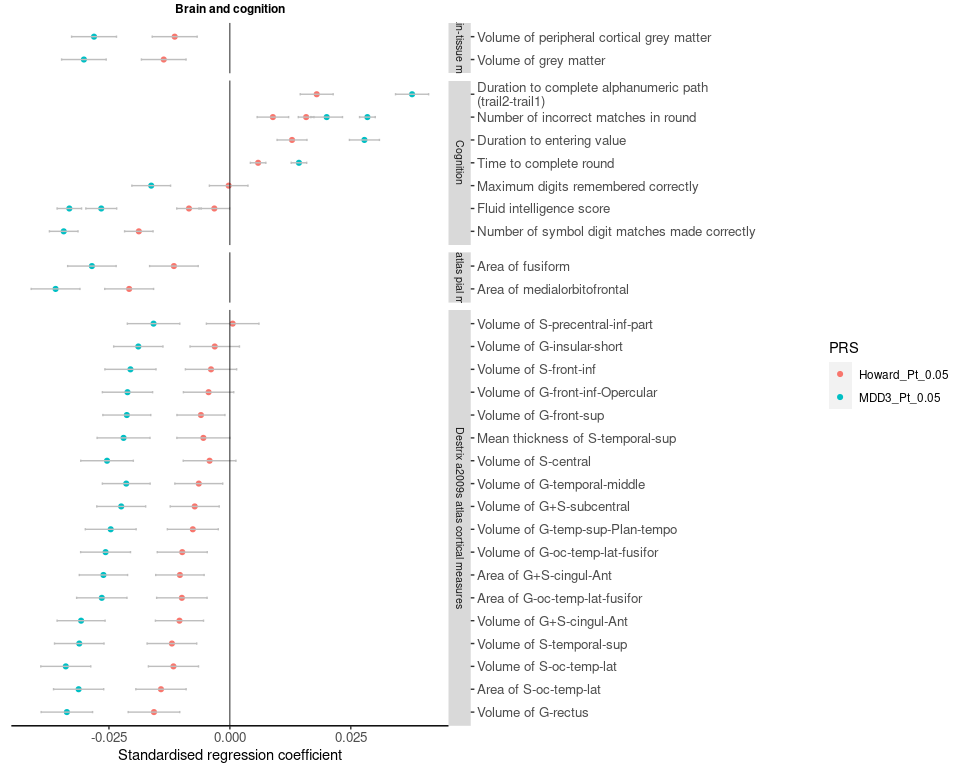 Brain and cognition
in-tissue m
Volume of peripheral cortical grey matter
Volume of grey matter
Cognition
Duration to complete alphanumeric path
(trail2-trail1)
Number of incorrect matches in round
Duration to entering value
Time to complete round
Maximum digits remembered correctly
Fluid intelligence score
Number of symbol digit matches made correctly
atlas pial m
Area of fusiform
Area of medialorbitofrontal
Destrix a2009s atlas cortical measures
Volume of S-precentral-inf-part
Volume of G-insular-short
Volume of S-front-inf
Volume of G-front-inf-Opercular
Volume of G-front-sup
Mean thickness of S-temporal-sup
Volume of S-central
Volume of G-temporal-middle
Volume of G+S-subcentral
Volume of G-temp-sup-Plan-tempo
Volume of G-oc-temp-lat-fusifor
Area of G+S-cingul-Ant
Area of G-oc-temp-lat-fusifor
Volume of G+S-cingul-Ant
Volume of S-temporal-sup
Volume of S-oc-temp-lat
Area of S-oc-temp-lat
Volume of G-rectus
-0.025 0.000 0.025
Standardised regression coefficient
PRS
Howard_Pt_0.05
MDD3_Pt_0.05